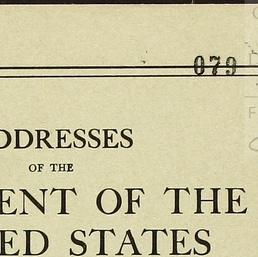 079
DDRESSES
OF THE
ENT OF THE
ED STATES